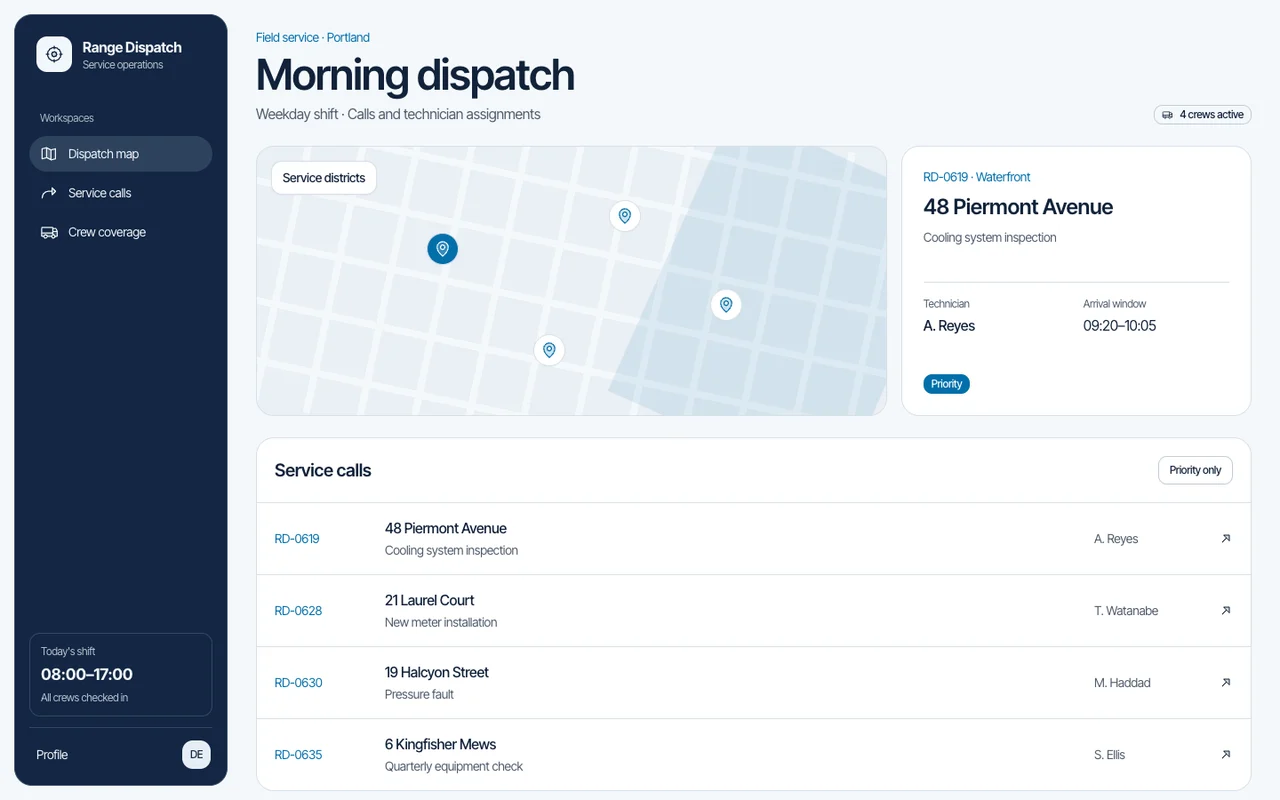 Range Dispatch
Service operations
Workspaces
Dispatch map
Service calls
Crew coverage
Today's shift
08:00–17:00
All crews checked in
Profile
DE
Field service · Portland
Morning dispatch
Weekday shift · Calls and technician assignments
4 crews active
Service districts
RD-0619 · Waterfront
48 Piermont Avenue
Cooling system inspection
Technician
Arrival window
A. Reyes
09:20–10:05
Priority
Service calls
Priority only
RD-0619
48 Piermont Avenue
Cooling system inspection
A. Reyes
RD-0628
21 Laurel Court
New meter installation
T. Watanabe
RD-0630
19 Halcyon Street
Pressure fault
M. Haddad
RD-0635
6 Kingfisher Mews
Quarterly equipment check
S. Ellis